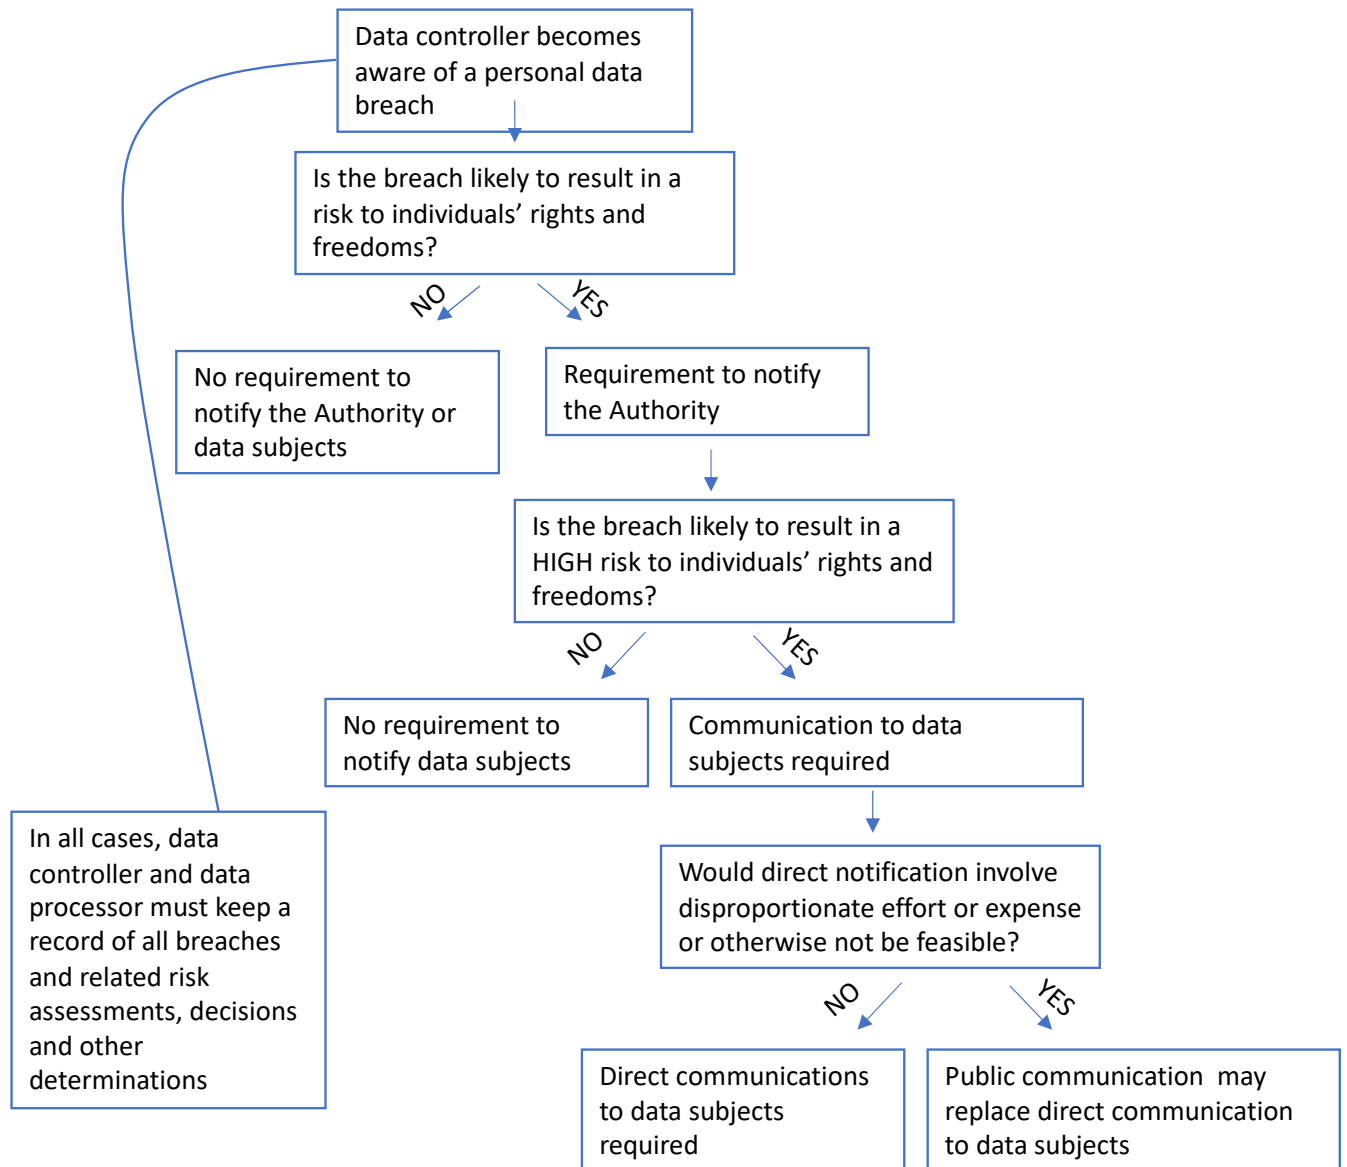 Data controller becomes
aware of a personal data
breach
Is the breach likely to result in a
risk to individuals’ rights and
freedoms?
NO
YES
No requirement to
notify the Authority or
data subjects
Requirement to notify
the Authority
Is the breach likely to result in a
HIGH risk to individuals’ rights and
freedoms?
NO
YES
No requirement to
notify data subjects
Communication to data
subjects required
In all cases, data
controller and data
processor must keep a
record of all breaches
and related risk
assessments, decisions
and other
determinations
Would direct notification involve
disproportionate effort or expense
or otherwise not be feasible?
NO
YES
Direct communications
to data subjects
required
Public communication  may
replace direct communication
to data subjects